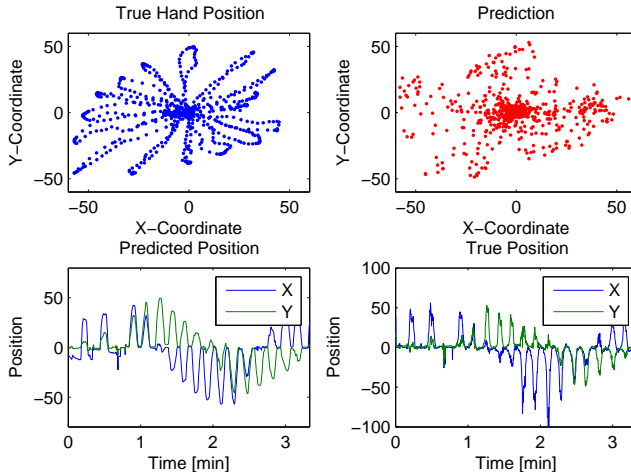 True Hand Position
Y−Coordinate
50
0
−50
−50
0
50
X−Coordinate
Prediction
Y−Coordinate
50
0
−50
−50
0
50
X−Coordinate
Predicted Position
Position
50
0
−50
0
1
2
3
Time [min]
X
Y
True Position
Position
100
50
0
−50
−100
0
1
2
3
Time [min]
X
Y